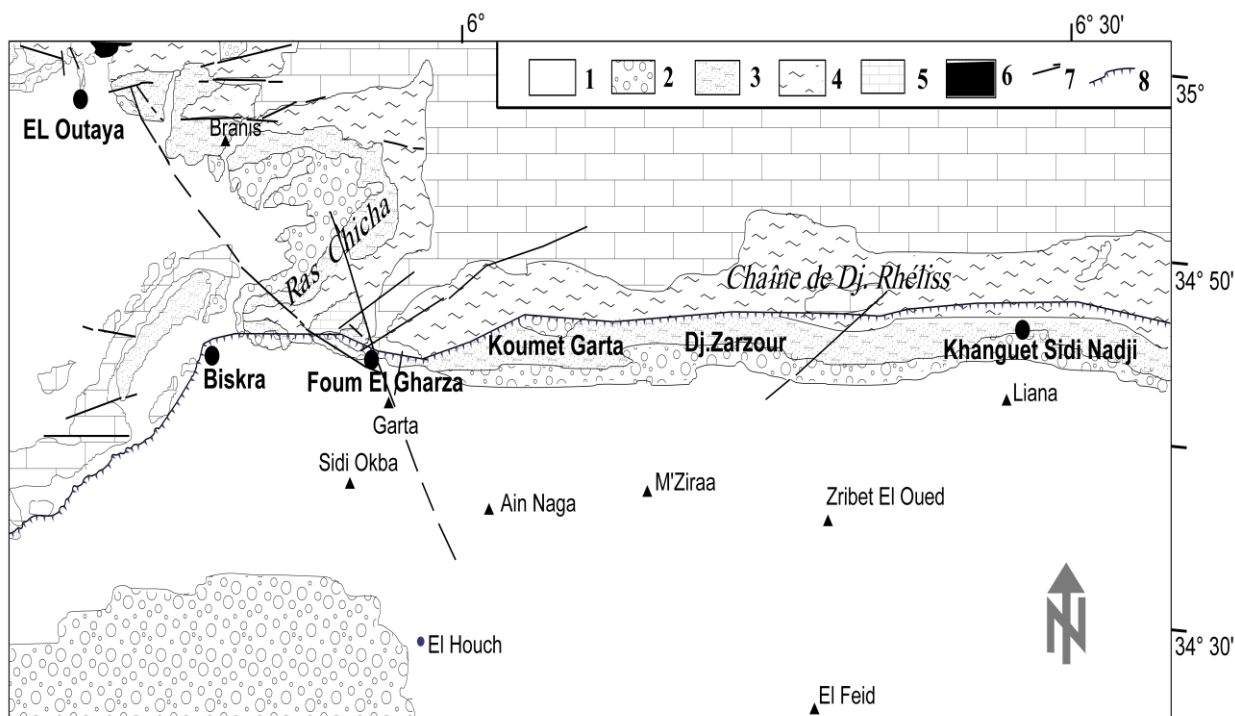 6°
6° 30'
1 2 3 4 5 6 7 8
35°
EL Outaya
Branis
Ras Chicha
34° 50'
Chaîne de Dj. Rhéliss
Koumet Garta
Dj.Zarzour
Khanguet Sidi Nadji
Biskra
Foum El Gharza
Liana
Garta
Sidi Okba
M'Ziraa
Ain Naga
Zribet El Oued
N
El Houch
34° 30'
El Feid